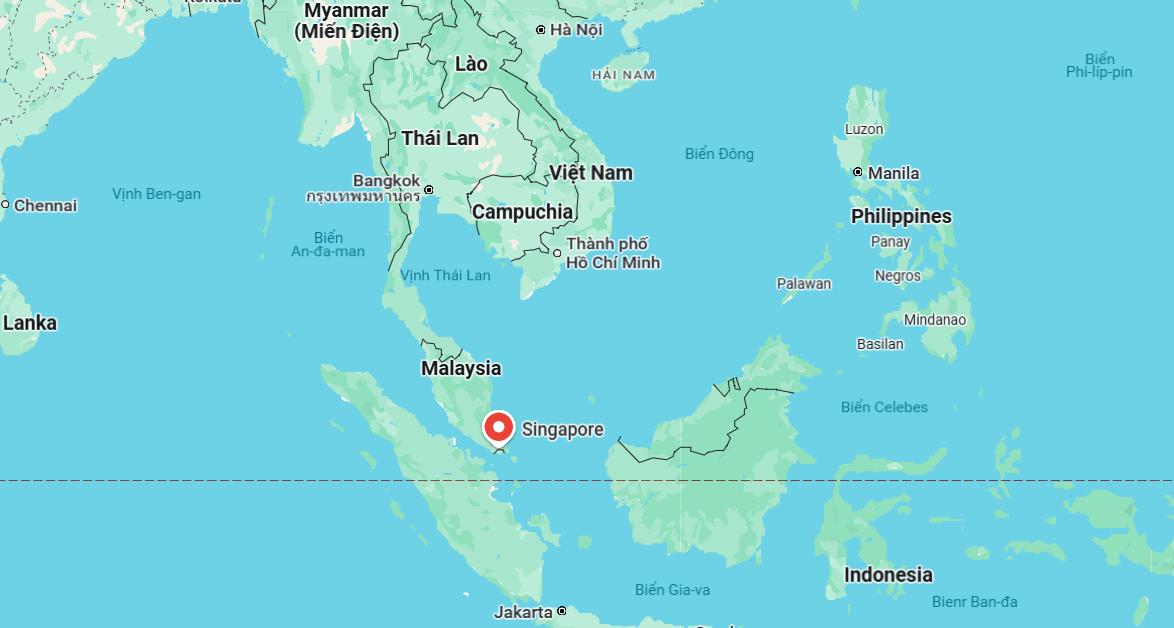 Myanmar
(Miến Điện)
Hà Nội
Lào
HẢI NAM
Biển
Phi-líp-pin
Luzon
Thái Lan
Biển Đông
Việt Nam
Manila
Bangkok
กรุงเทพมหานคร
Vịnh Ben-gan
Chennai
Campuchia
Philippines
Biển
An-đa-man
Thành phố
Hồ Chí Minh
Panay
Vịnh Thái Lan
Negros
Palawan
Lanka
Mindanao
Basilan
Malaysia
Biển Celebes
Singapore
Indonesia
Biển Gia-va
Bienr Ban-đa
Jakarta